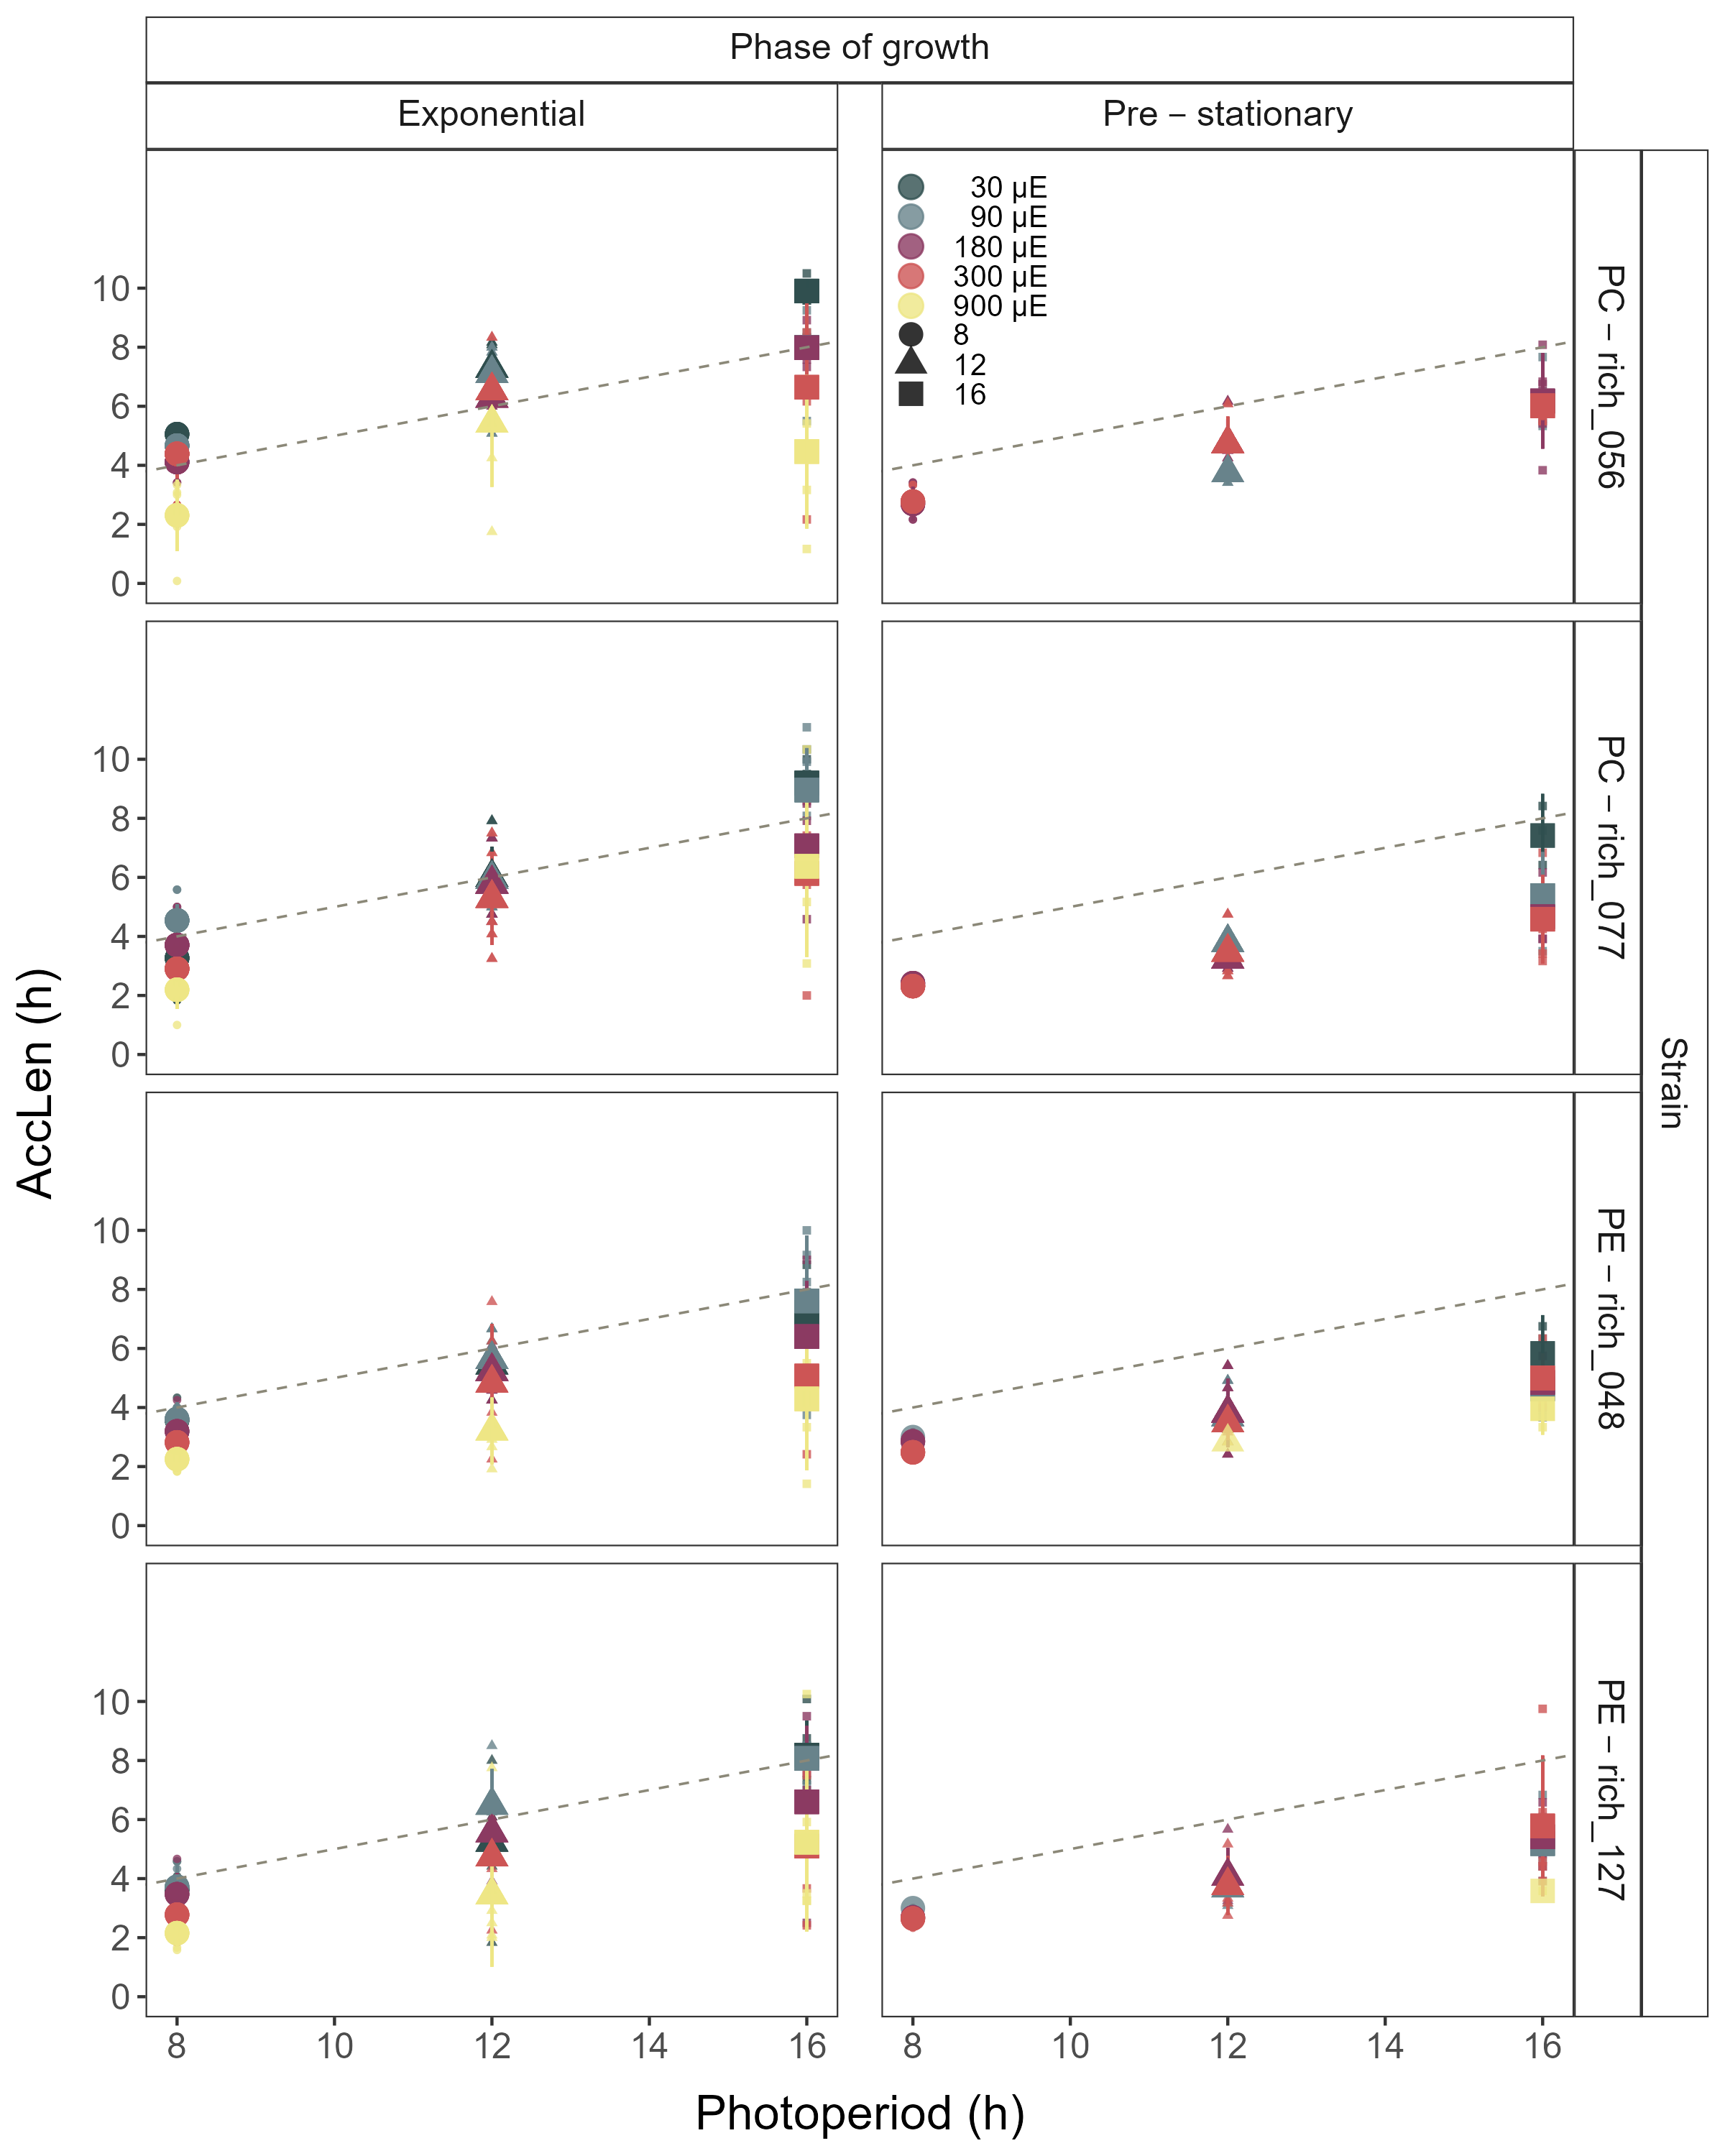 Phase of growth
Exponential
Pre − stationary
30 µE
90 µE
180 µE
300 µE
900 µE
8
12
16
10
8
6
4
2
0
PC − rich_056
10
8
6
4
2
0
PC − rich_077
10
8
6
4
2
0
PE − rich_048
10
8
6
4
2
0
PE − rich_127
Strain
AccLen (h)
8 10 12 14 16
8 10 12 14 16
Photoperiod (h)